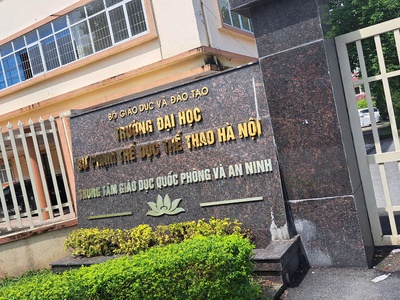 BỘ GIÁO DỤC VÀ ĐÀO TẠO
TRƯỜNG ĐẠI HỌC
SƯ PHẠM THỂ DỤC THỂ THAO HÀ NỘI
TRUNG TÂM GIÁO DỤC QUỐC PHÒNG VÀ AN NINH